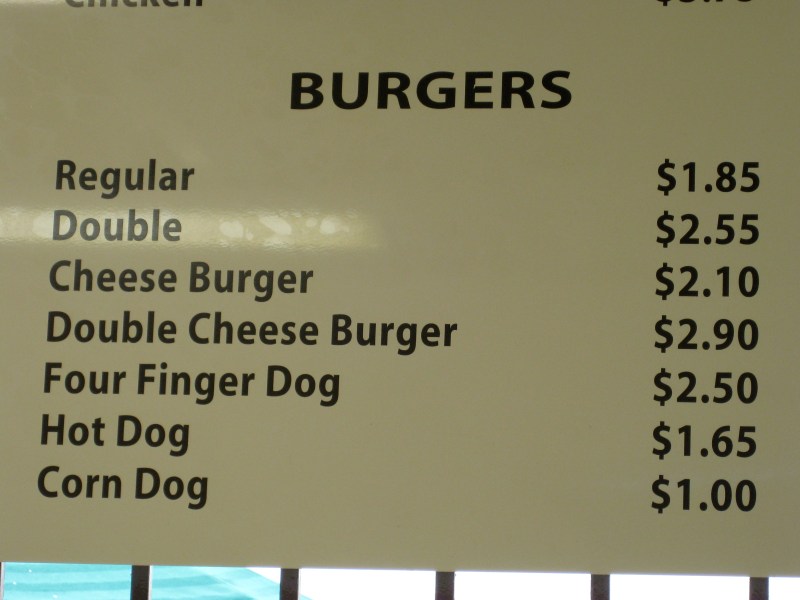 Chicken
BURGERS
Regular $1.85
Double $2.55
Cheese Burger $2.10
Double Cheese Burger $2.90
Four Finger Dog $2.50
Hot Dog $1.65
Corn Dog $1.00